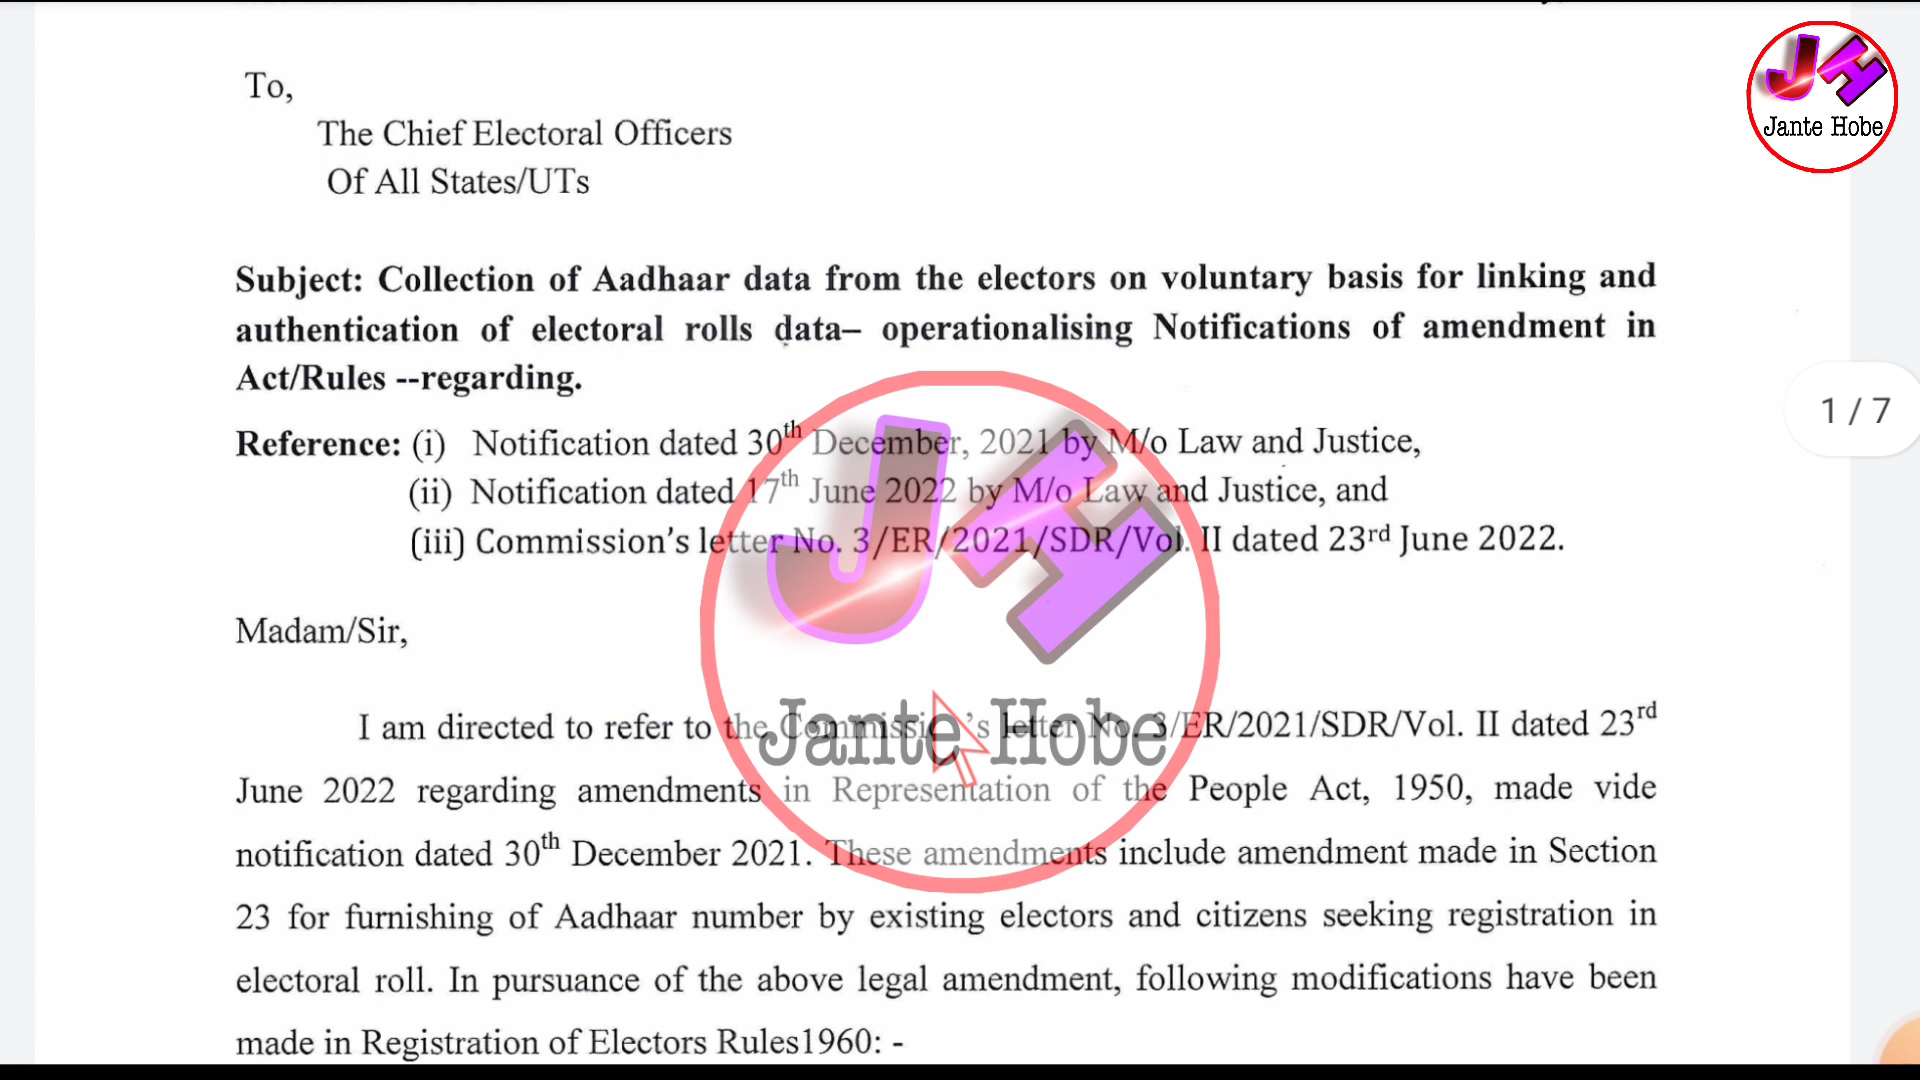 To,
The Chief Electoral Officers
Of All States/UTs
JH
Jante Hobe
Subject: Collection of Aadhaar data from the electors on voluntary basis for linking and
authentication of electoral rolls data– operationalising Notifications of amendment in
Act/Rules --regarding.
1 / 7
Reference: (i) Notification dated 30th December, 2021 by M/o Law and Justice,
(ii) Notification dated 17th June 2022 by M/o Law and Justice, and
(iii) Commission's letter No. 3/ER/2021/SDR/Vol. II dated 23rd June 2022.
JH
Madam/Sir,
Jante Hobe
I am directed to refer to the Commission's letter No. 3/ER/2021/SDR/Vol. II dated 23rd
June 2022 regarding amendments in Representation of the People Act, 1950, made vide
notification dated 30th December 2021. These amendments include amendment made in Section
23 for furnishing of Aadhaar number by existing electors and citizens seeking registration in
electoral roll. In pursuance of the above legal amendment, following modifications have been
made in Registration of Electors Rules1960: -